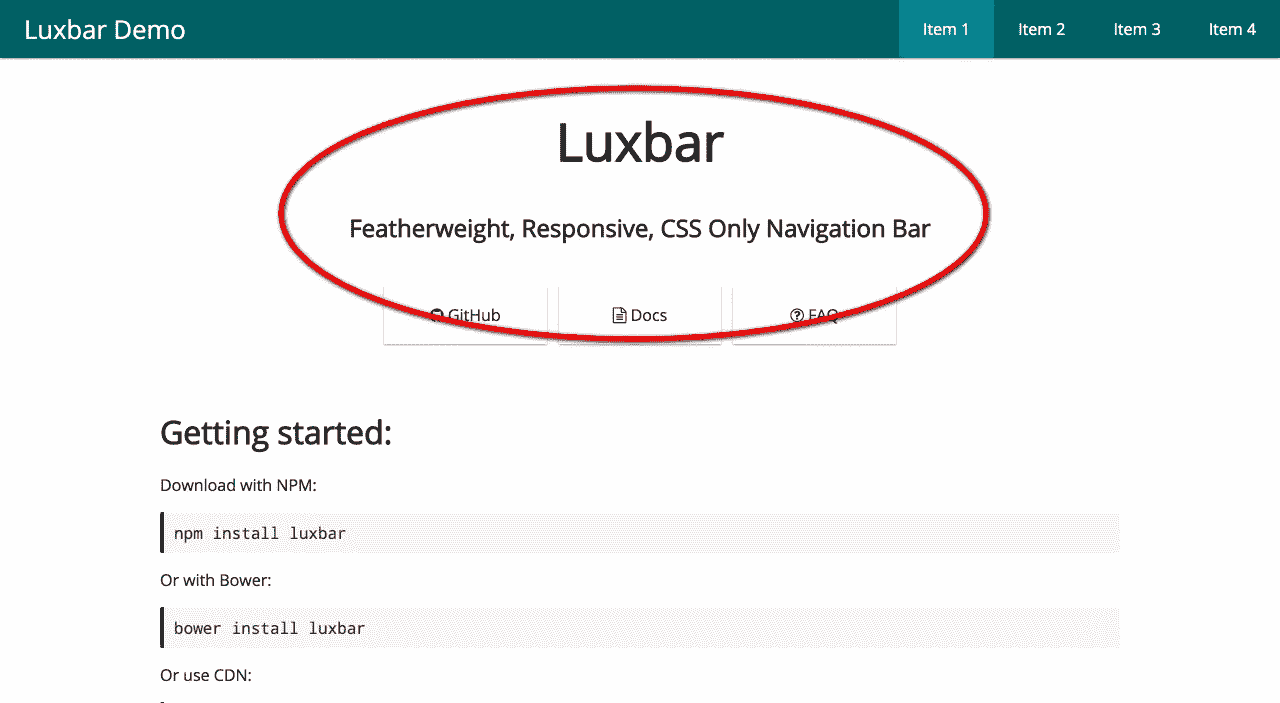 Luxbar Demo
Item 1 Item 2 Item 3 Item 4
Luxbar
Featherweight, Responsive, CSS Only Navigation Bar
GitHub Docs FAQ
Getting started:
Download with NPM:
npm install luxbar
Or with Bower:
bower install luxbar
Or use CDN: